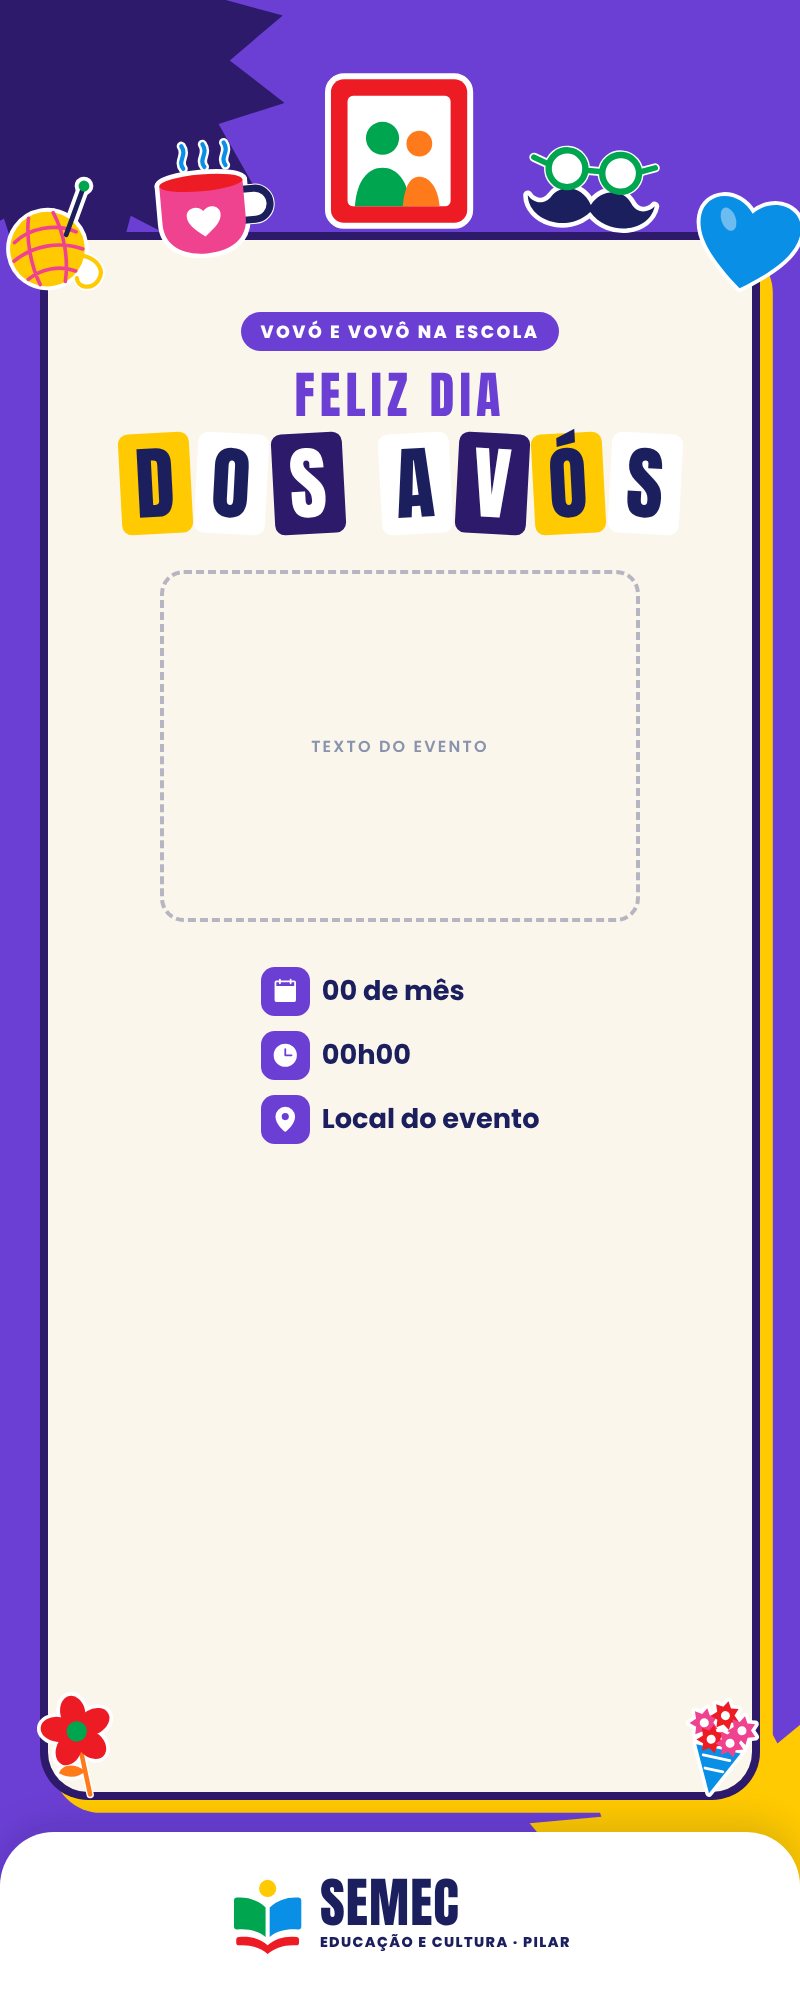 VOVÓ E VOVÔ NA ESCOLA
FELIZ DIA
DOS AVÓS
TEXTO DO EVENTO
00 de mês
00h00
Local do evento
SEMEC
EDUCAÇÃO E CULTURA · PILAR